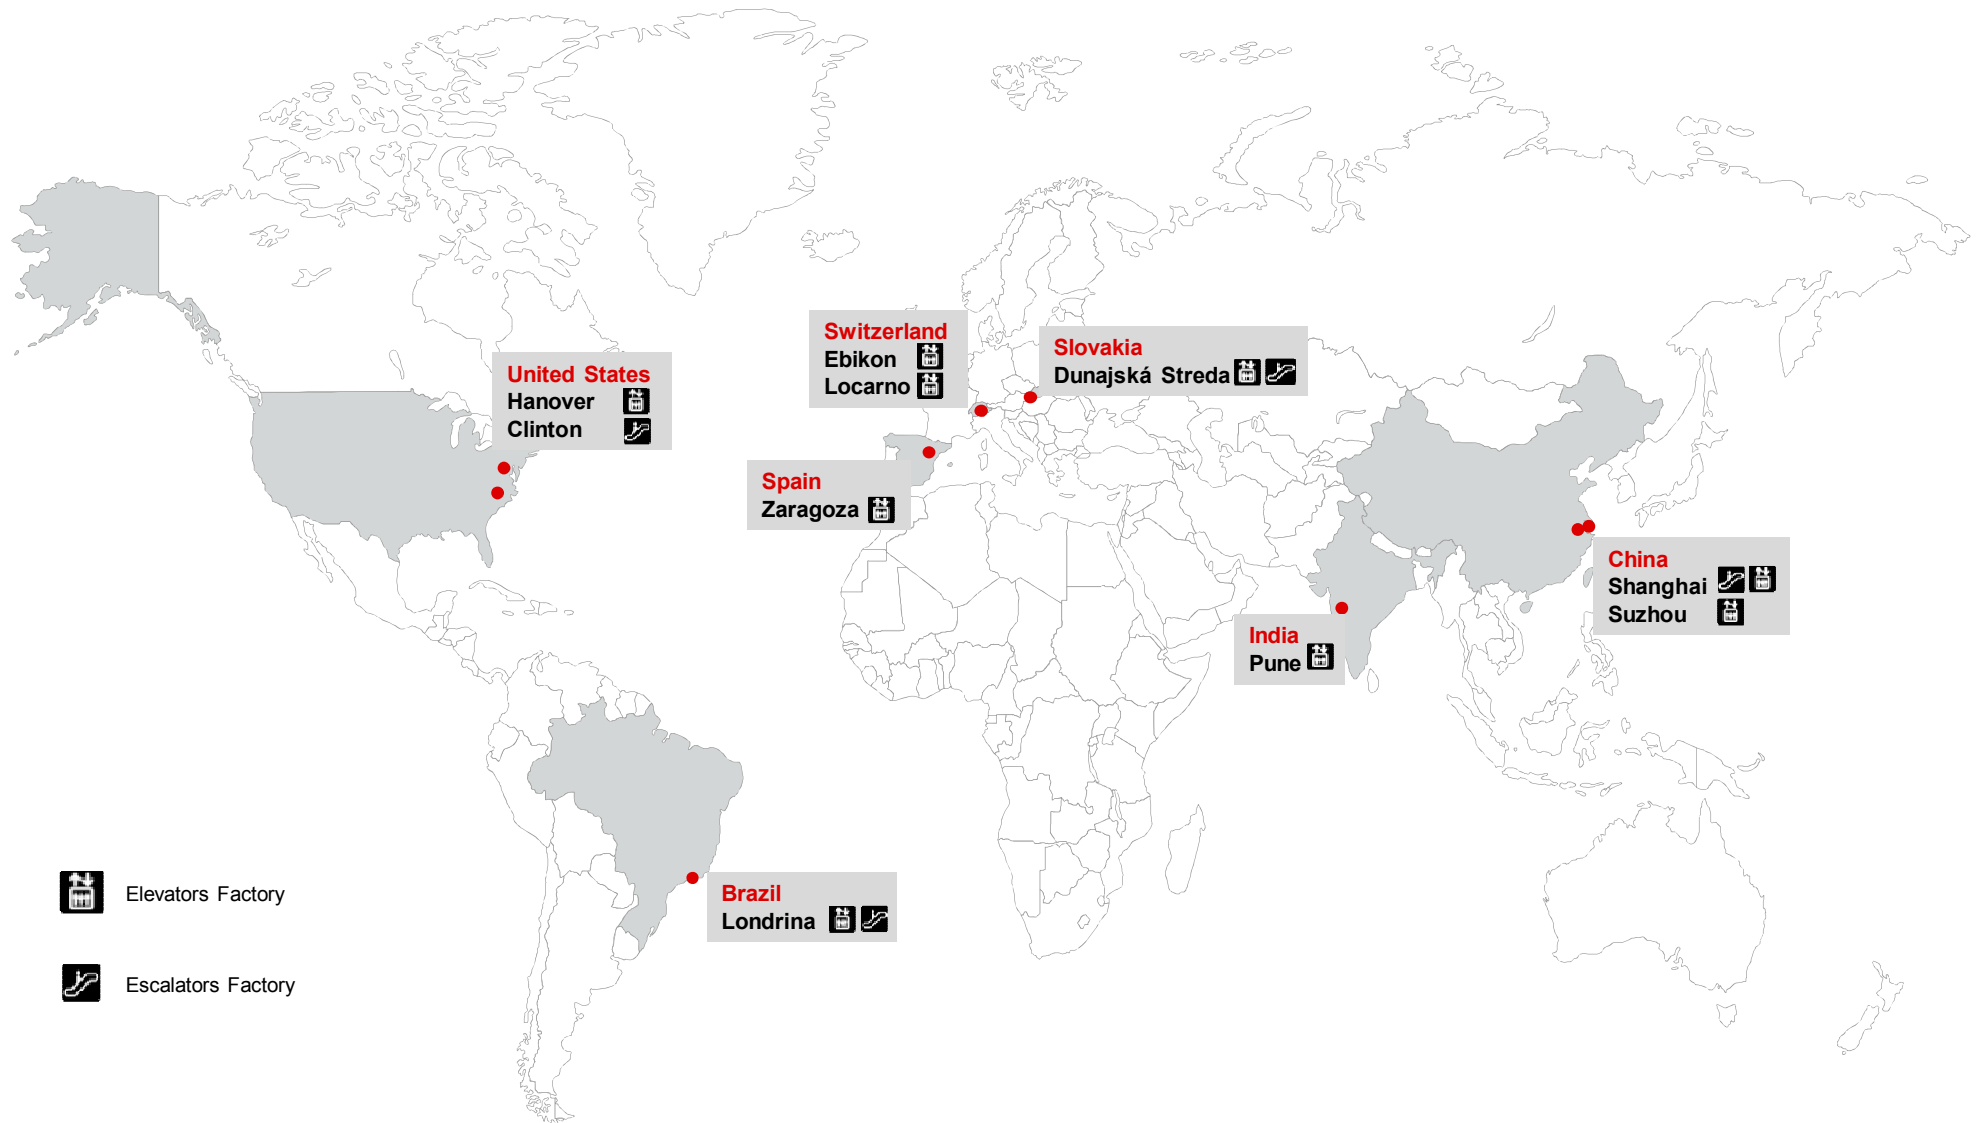 Switzerland
Ebikon
Locarno
Slovakia
Dunajská Streda
United States
Hanover
Clinton
Spain
Zaragoza
China
Shanghai
Suzhou
India
Pune
Brazil
Londrina
Elevators Factory
Escalators Factory